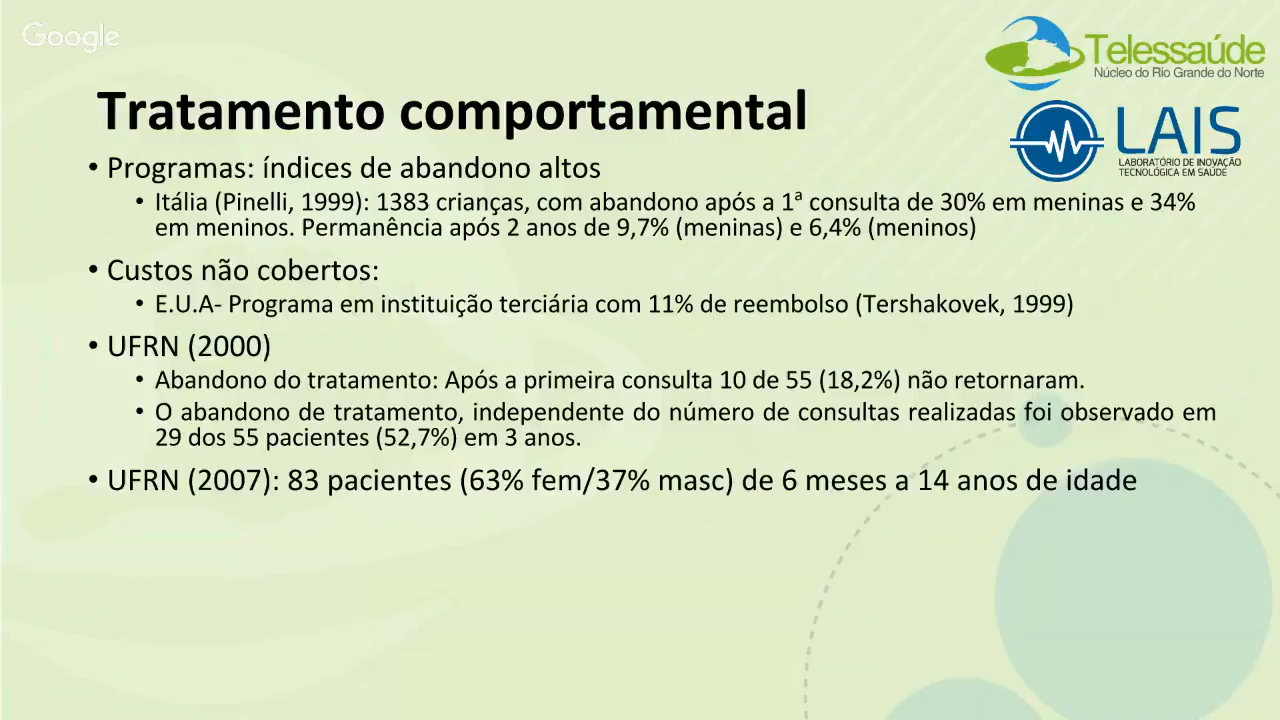 Google
Telessaúde
Núcleo do Rio Grande do Norte
LAIS
LABORATÓRIO DE INOVAÇÃO
TECNOLÓGICA EM SAÚDE
Tratamento comportamental
• Programas: índices de abandono altos
• Itália (Pinelli, 1999): 1383 crianças, com abandono após a 1ª consulta de 30% em meninas e 34%
em meninos. Permanência após 2 anos de 9,7% (meninas) e 6,4% (meninos)
• Custos não cobertos:
• E.U.A- Programa em instituição terciária com 11% de reembolso (Tershakovek, 1999)
• UFRN (2000)
• Abandono do tratamento: Após a primeira consulta 10 de 55 (18,2%) não retornaram.
• O abandono de tratamento, independente do número de consultas realizadas foi observado em
29 dos 55 pacientes (52,7%) em 3 anos.
• UFRN (2007): 83 pacientes (63% fem/37% masc) de 6 meses a 14 anos de idade